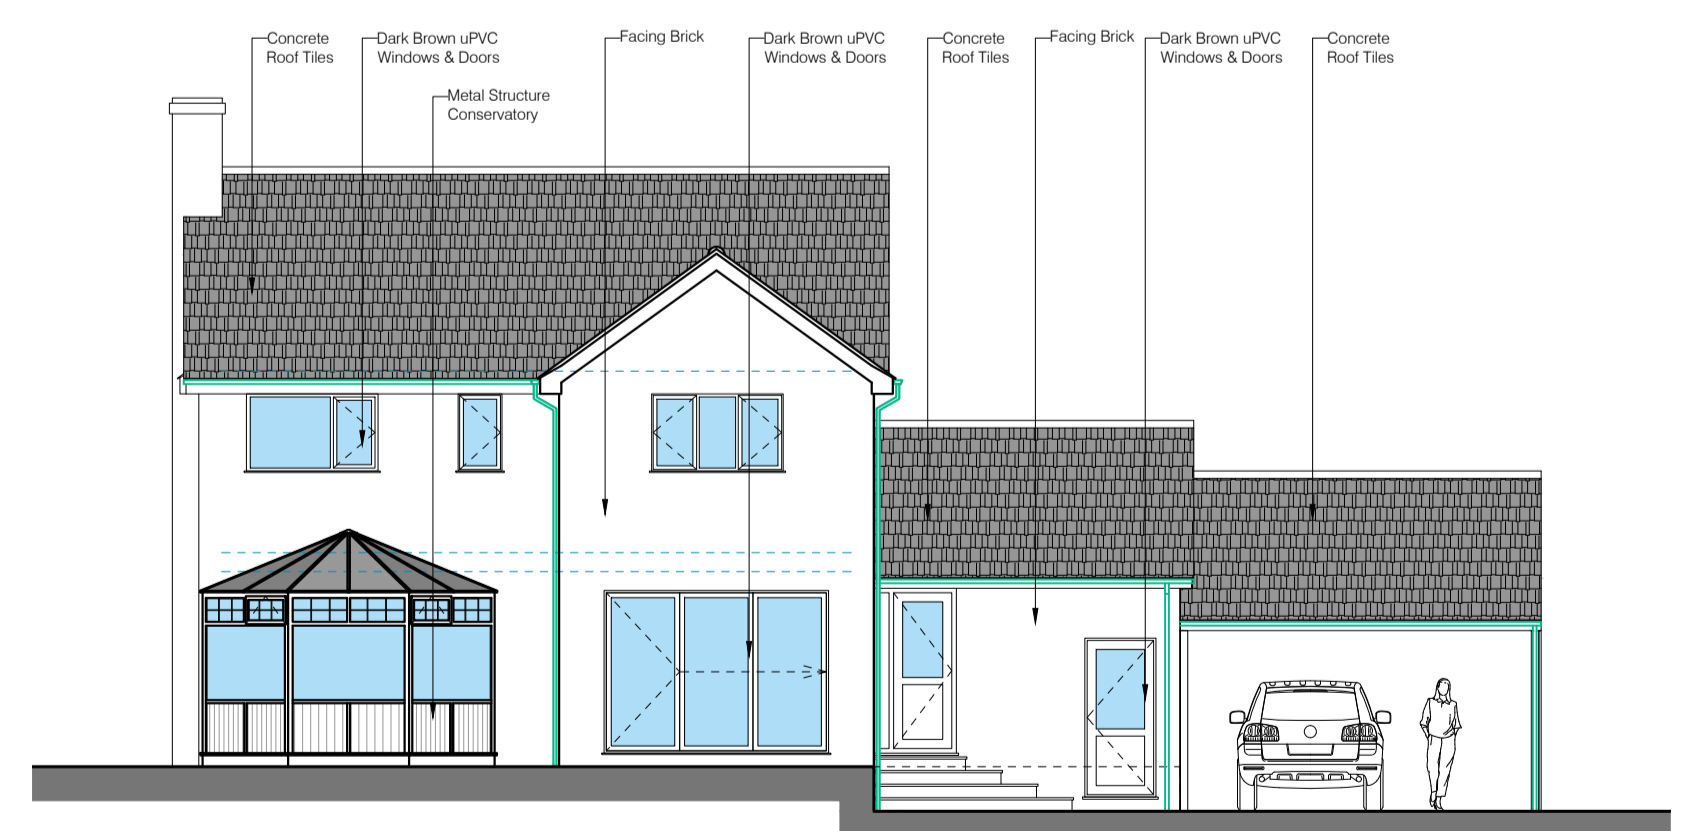 Concrete
Roof Tiles
Dark Brown uPVC
Windows & Doors
Metal Structure
Conservatory
Facing Brick
Dark Brown uPVC
Windows & Doors
Concrete
Roof Tiles
Facing Brick
Dark Brown uPVC
Windows & Doors
Concrete
Roof Tiles